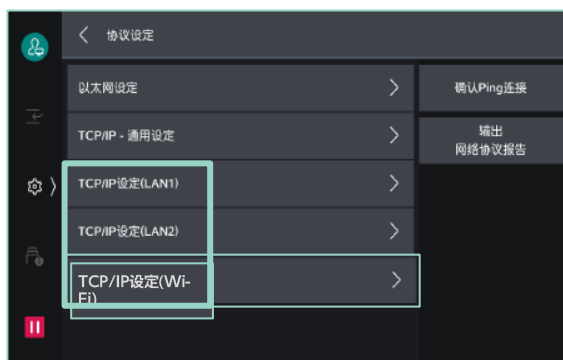 协议设定
以太网设定
确认Ping连接
TCP/IP - 通用设定
输出
网络协议报告
TCP/IP设定(LAN1)
TCP/IP设定(LAN2)
TCP/IP设定(Wi-
Fi)